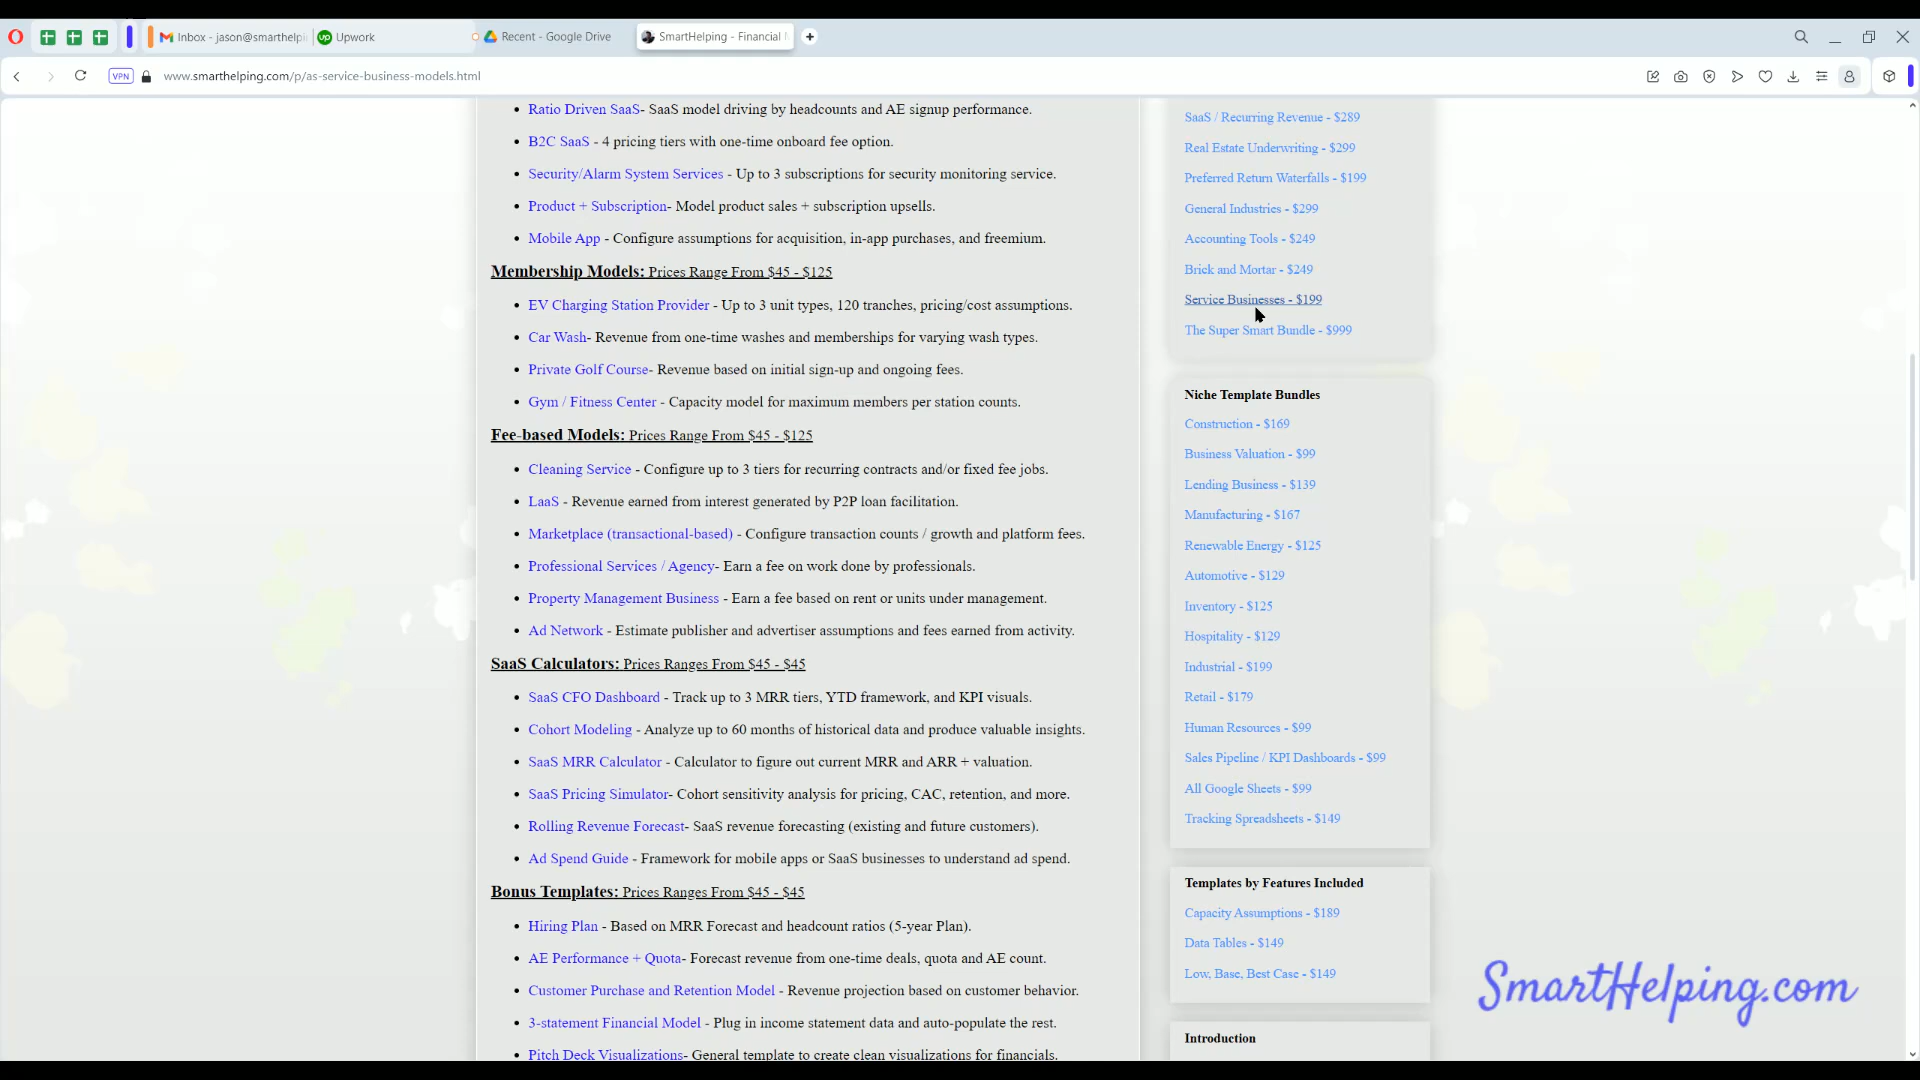 Inbox - jason@smarthelpi
Upwork
Recent - Google Drive
SmartHelping - Financial
VPN
www.smarthelping.com/p/as-service-business-models.html
Ratio Driven SaaS- SaaS model driving by headcounts and AE signup performance.
B2C SaaS - 4 pricing tiers with one-time onboard fee option.
Security/Alarm System Services - Up to 3 subscriptions for security monitoring service.
Product + Subscription- Model product sales + subscription upsells.
Mobile App - Configure assumptions for acquisition, in-app purchases, and freemium.
Membership Models: Prices Range From $45 - $125
EV Charging Station Provider - Up to 3 unit types, 120 tranches, pricing/cost assumptions.
Car Wash- Revenue from one-time washes and memberships for varying wash types.
Private Golf Course- Revenue based on initial sign-up and ongoing fees.
Gym / Fitness Center - Capacity model for maximum members per station counts.
Fee-based Models: Prices Range From $45 - $125
Cleaning Service - Configure up to 3 tiers for recurring contracts and/or fixed fee jobs.
LaaS - Revenue earned from interest generated by P2P loan facilitation.
Marketplace (transactional-based) - Configure transaction counts / growth and platform fees.
Professional Services / Agency- Earn a fee on work done by professionals.
Property Management Business - Earn a fee based on rent or units under management.
Ad Network - Estimate publisher and advertiser assumptions and fees earned from activity.
SaaS Calculators: Prices Ranges From $45 - $45
SaaS CFO Dashboard - Track up to 3 MRR tiers, YTD framework, and KPI visuals.
Cohort Modeling - Analyze up to 60 months of historical data and produce valuable insights.
SaaS MRR Calculator - Calculator to figure out current MRR and ARR + valuation.
SaaS Pricing Simulator- Cohort sensitivity analysis for pricing, CAC, retention, and more.
Rolling Revenue Forecast- SaaS revenue forecasting (existing and future customers).
Ad Spend Guide - Framework for mobile apps or SaaS businesses to understand ad spend.
Bonus Templates: Prices Ranges From $45 - $45
Hiring Plan - Based on MRR Forecast and headcount ratios (5-year Plan).
AE Performance + Quota- Forecast revenue from one-time deals, quota and AE count.
Customer Purchase and Retention Model - Revenue projection based on customer behavior.
3-statement Financial Model - Plug in income statement data and auto-populate the rest.
Pitch Deck Visualizations- General template to create clean visualizations for financials.
SaaS / Recurring Revenue - $289
Real Estate Underwriting - $299
Preferred Return Waterfalls - $199
General Industries - $299
Accounting Tools - $249
Brick and Mortar - $249
Service Businesses - $199
The Super Smart Bundle - $999
Niche Template Bundles
Construction - $169
Business Valuation - $99
Lending Business - $139
Manufacturing - $167
Renewable Energy - $125
Automotive - $129
Inventory - $125
Hospitality - $129
Industrial - $199
Retail - $179
Human Resources - $99
Sales Pipeline / KPI Dashboards - $99
All Google Sheets - $99
Tracking Spreadsheets - $149
Templates by Features Included
Capacity Assumptions - $189
Data Tables - $149
Low, Base, Best Case - $149
Introduction
SmartHelping.com